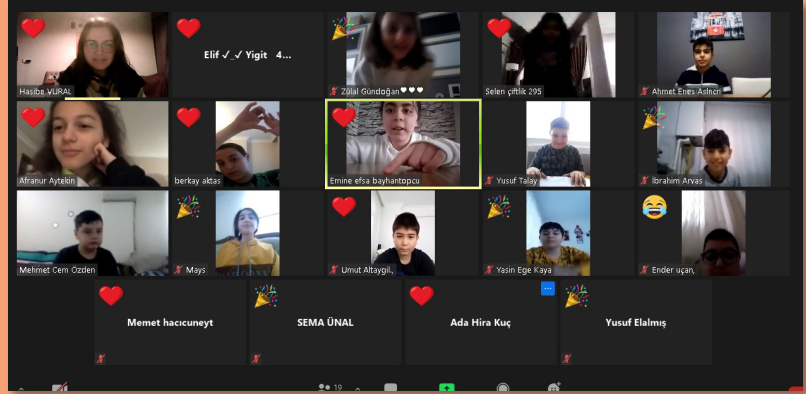 Hasibe VURAL
Elif ✓_✓ Yigit 4...
Zülal Gündoğan♥♥♥
Selen çiftlik 295
Ahmet Enes Aslncri
Afranur Aytekin
berkay aktas
Emine efsa bayhantopcu
Yusuf Talay
İbrahim Arvas
Mehmet Cem Özden
Mays
Umut Altaygil.,
Yasin Ege Kaya
Ender uçan,
Memet hacıcuneyt
SEMA ÜNAL
Ada Hira Kuç
Yusuf Elalmış
19